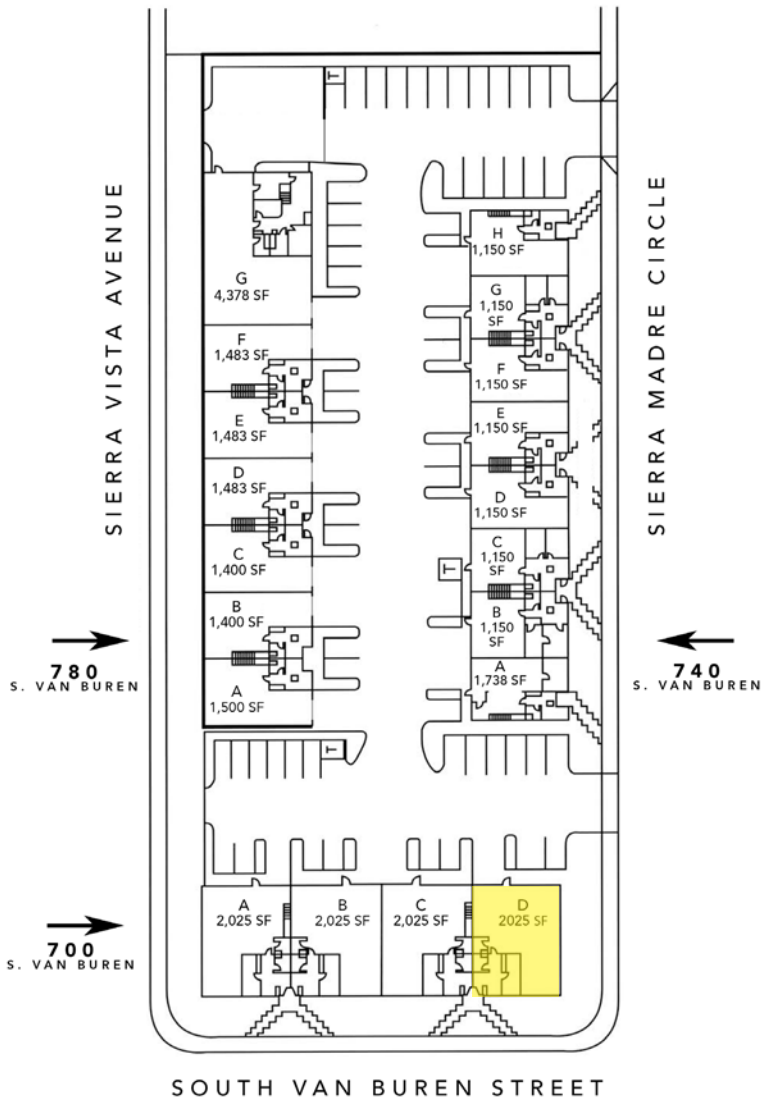 T
SIERRA VISTA AVENUE
SIERRA MADRE CIRCLE
G
4,378 SF
F
1,483 SF
E
1,483 SF
D
1,483 SF
C
1,400 SF
B
1,400 SF
A
1,500 SF
T
780
S. VAN BUREN
H
1,150 SF
G
1,150
SF
F
1,150 SF
E
1,150 SF
D
1,150 SF
C
1,150
SF
T
B
1,150
SF
A
1,738 SF
740
S. VAN BUREN
A
2,025 SF
B
2,025 SF
C
2,025 SF
D
2025 SF
700
S. VAN BUREN
SOUTH VAN BUREN STREET